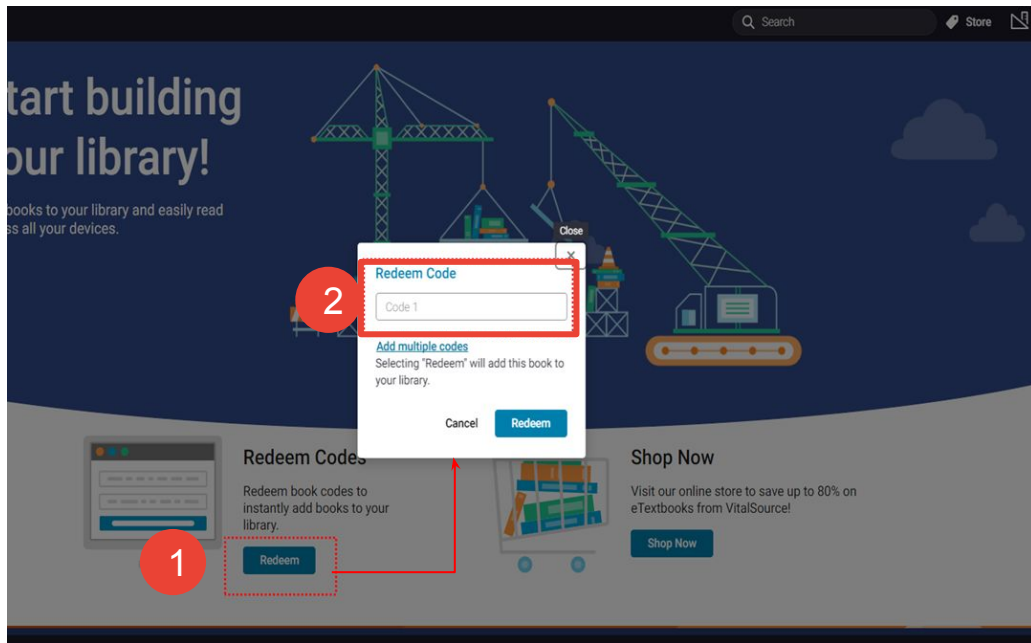 Search
Store
tart building
our library!
books to your library and easily read
ss all your devices.
Close
Redeem Code
2
Code 1
Add multiple codes
Selecting "Redeem" will add this book to
your library.
Cancel
Redeem
Redeem Codes
Redeem book codes to
instantly add books to your
library.
1
Redeem
Shop Now
Visit our online store to save up to 80% on
eTextbooks from VitalSource!
Shop Now